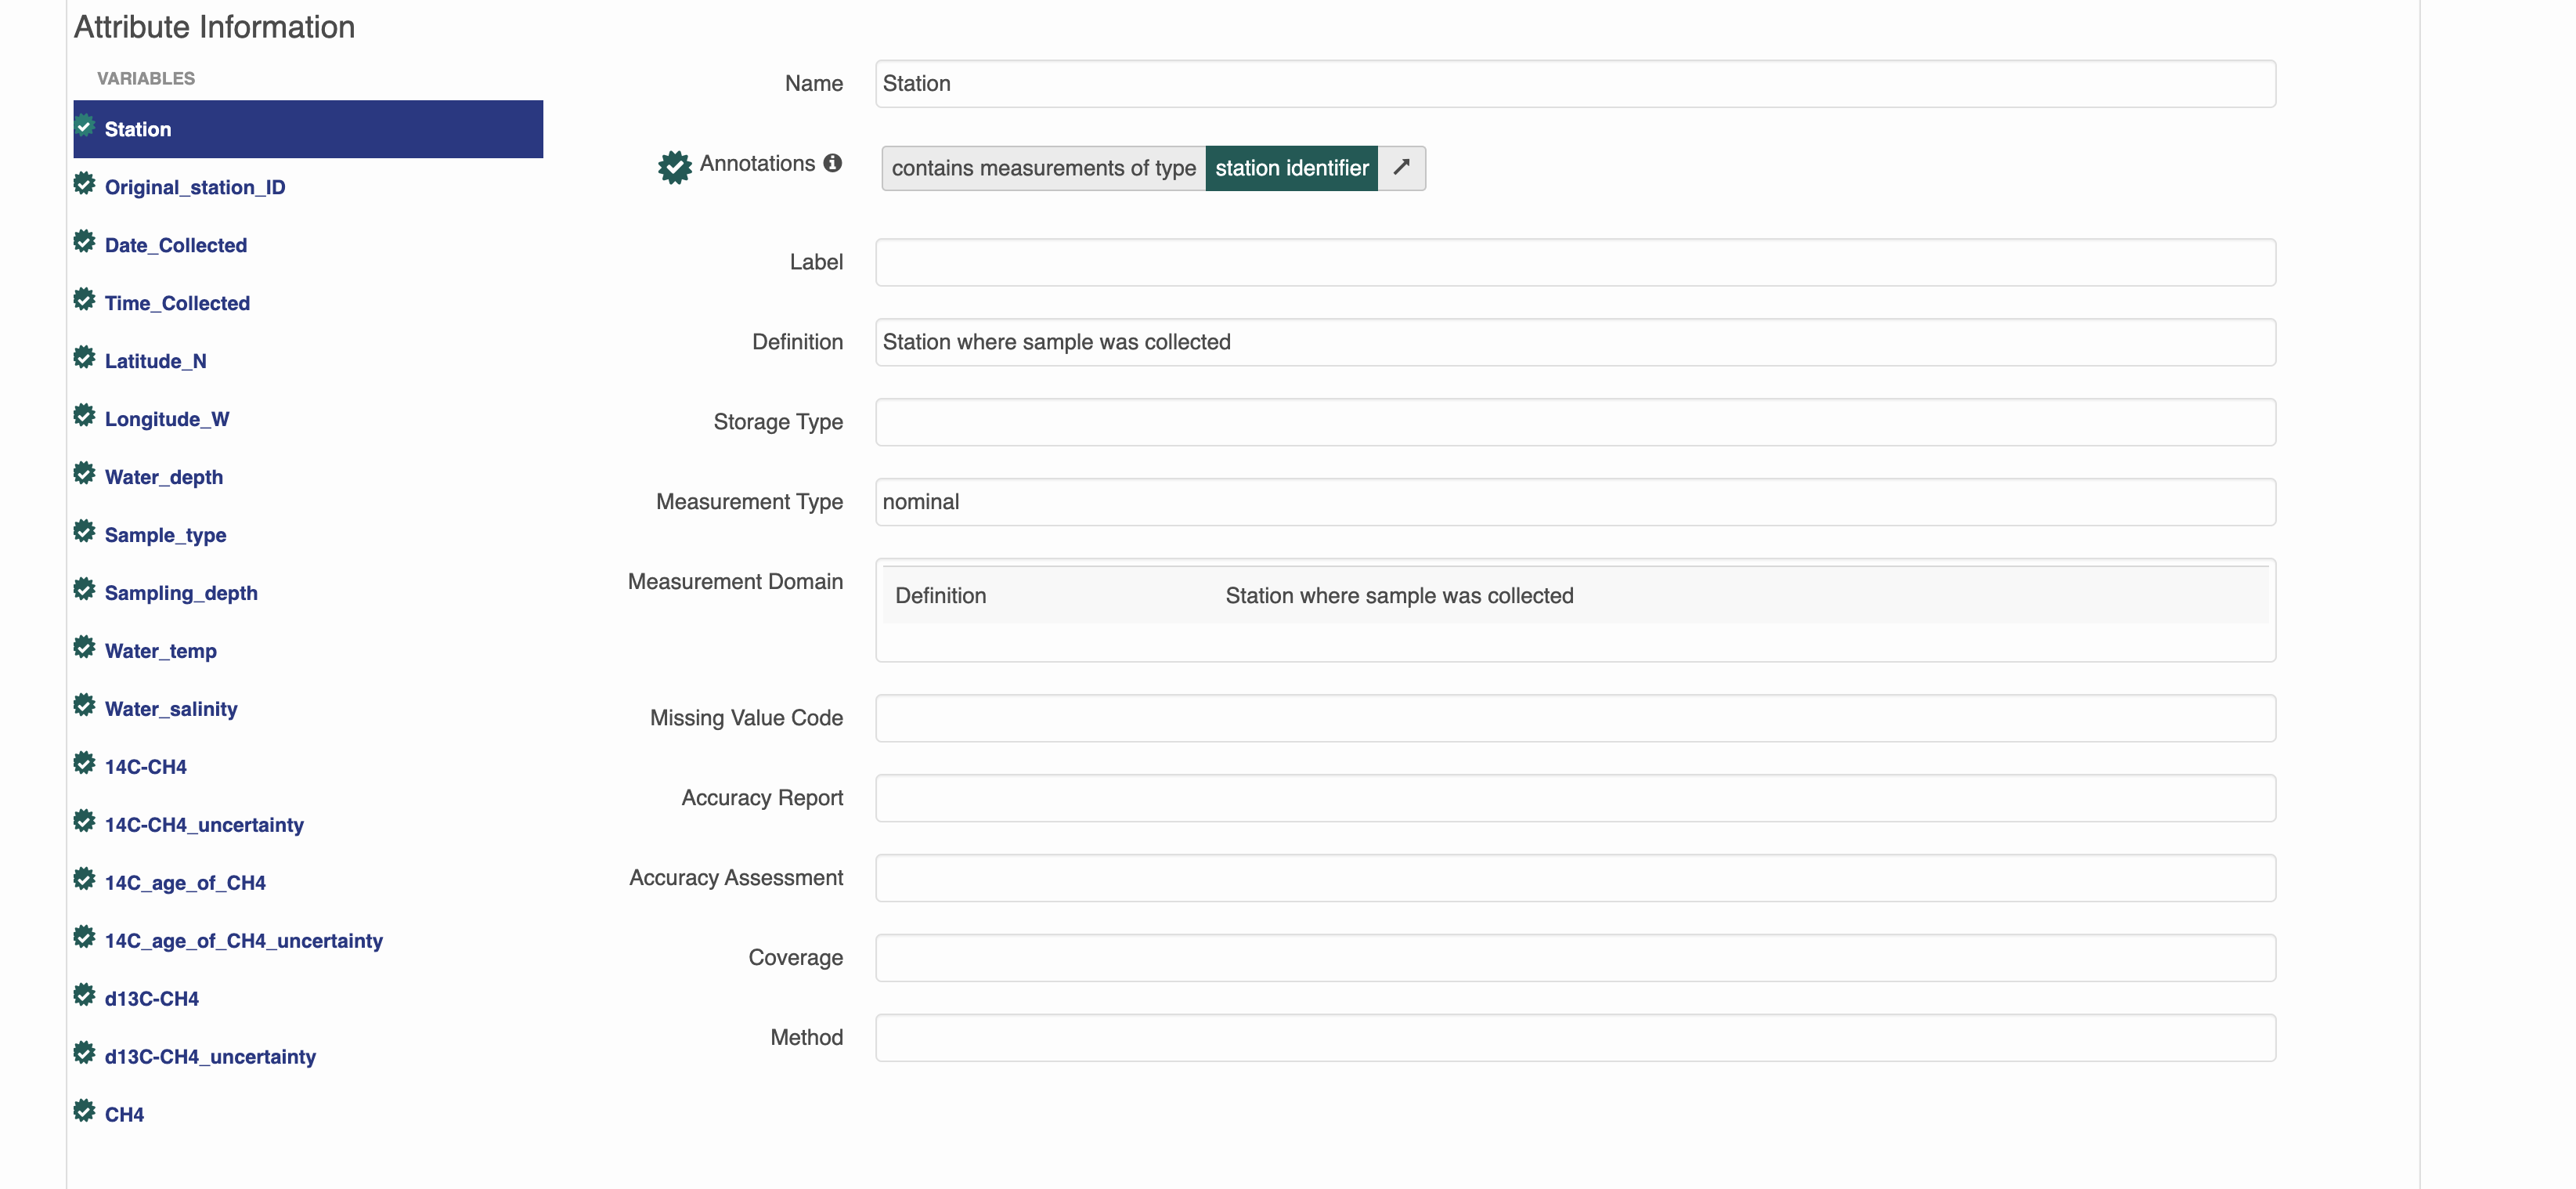 Attribute Information
VARIABLES
Station
Original_station_ID
Date_Collected
Time_Collected
Latitude_N
Longitude_W
Water_depth
Sample_type
Sampling_depth
Water_temp
Water_salinity
14C-CH4
14C-CH4_uncertainty
14C_age_of_CH4
14C_age_of_CH4_uncertainty
d13C-CH4
d13C-CH4_uncertainty
CH4
Name Station
Annotations contains measurements of type station identifier
Label
Definition Station where sample was collected
Storage Type
Measurement Type nominal
Measurement Domain Definition Station where sample was collected
Missing Value Code
Accuracy Report
Accuracy Assessment
Coverage
Method